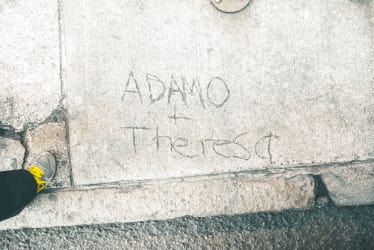 ADAMO
+
Theresa